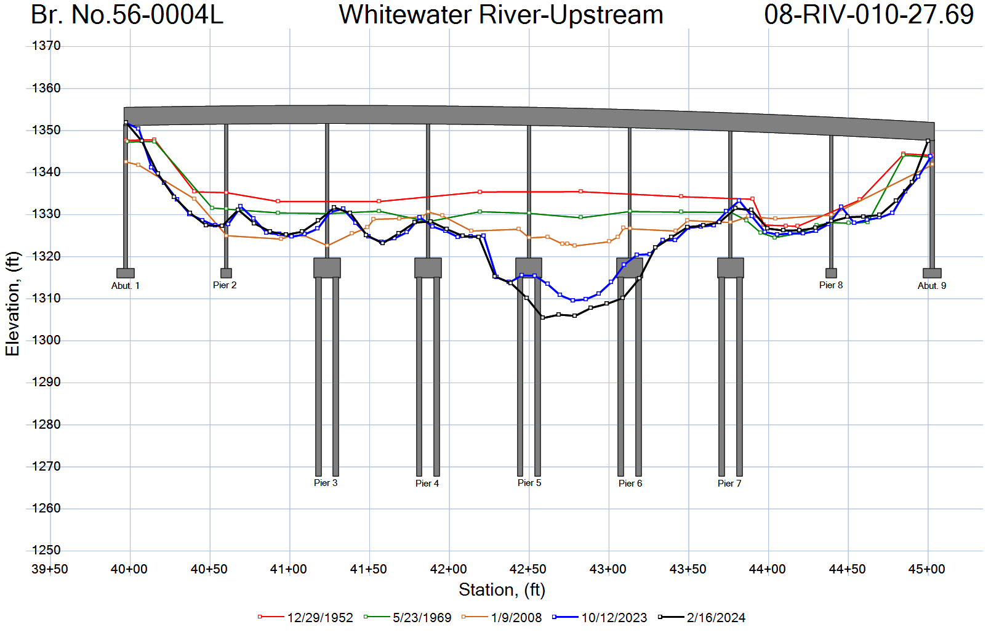 Br. No.56-0004L Whitewater River-Upstream 08-RIV-010-27.69
1370
1360
1350
1340
1330
1320
1310
1300
1290
1280
1270
1260
1250
Elevation, (ft)
Abut. 1 Pier 2 Pier 8 Abut. 9
Pier 3 Pier 4 Pier 5 Pier 6 Pier 7
39+50 40+00 40+50 41+00 41+50 42+00 42+50 43+00 43+50 44+00 44+50 45+00
Station, (ft)
12/29/1952 5/23/1969 1/9/2008 10/12/2023 2/16/2024